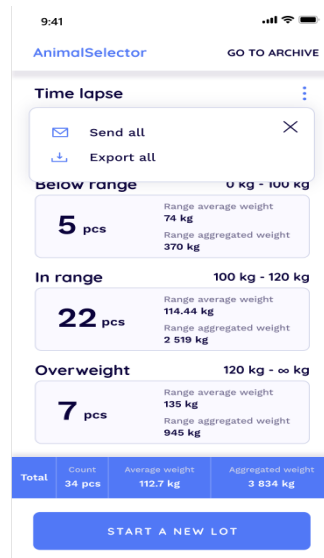 9:41
AnimalSelector GO TO ARCHIVE
Time lapse
Send all
Export all
Below range 0 kg - 100 kg
5 pcs
Range average weight
74 kg
Range aggregated weight
370 kg
In range 100 kg - 120 kg
22 pcs
Range average weight
114.44 kg
Range aggregated weight
2 519 kg
Overweight 120 kg - ∞ kg
7 pcs
Range average weight
135 kg
Range aggregated weight
945 kg
Total
Count
34 pcs
Average weight
112.7 kg
Aggregated weight
3 834 kg
START A NEW LOT